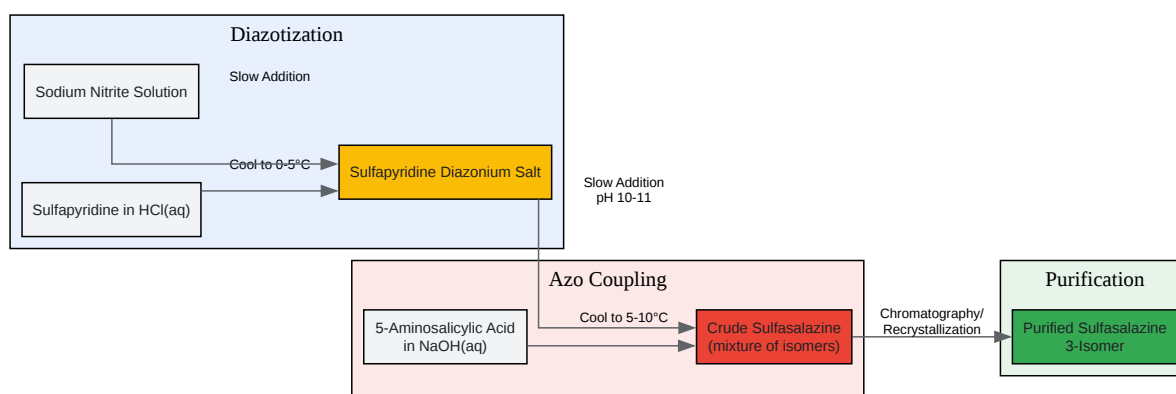 Diazotization
Sodium Nitrite Solution
Slow Addition
Cool to 0-5°C
Sulfapyridine Diazonium Salt
Sulfapyridine in HCl(aq)
Slow Addition
pH 10-11
Azo Coupling
5-Aminosalicylic Acid
in NaOH(aq)
Cool to 5-10°C
Crude Sulfasalazine
(mixture of isomers)
Chromatography/
Recrystallization
Purification
Purified Sulfasalazine
3-Isomer